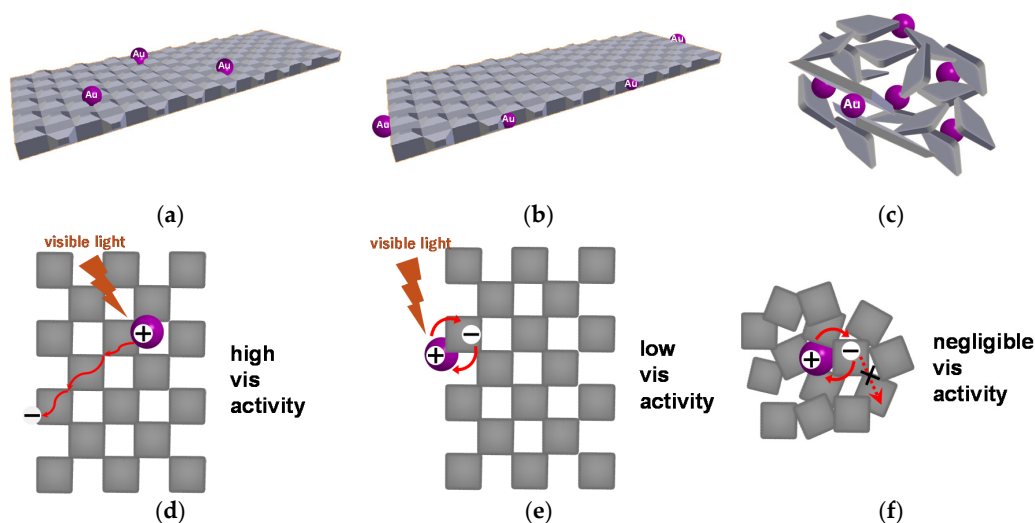 Au
Au
Au
Au
Au
Au
Au
Au
(a)
(b)
(c)
visible light
+
−
high
vis
activity
visible light
+
−
low
vis
activity
+
−
negligible
vis
activity
(d)
(e)
(f)